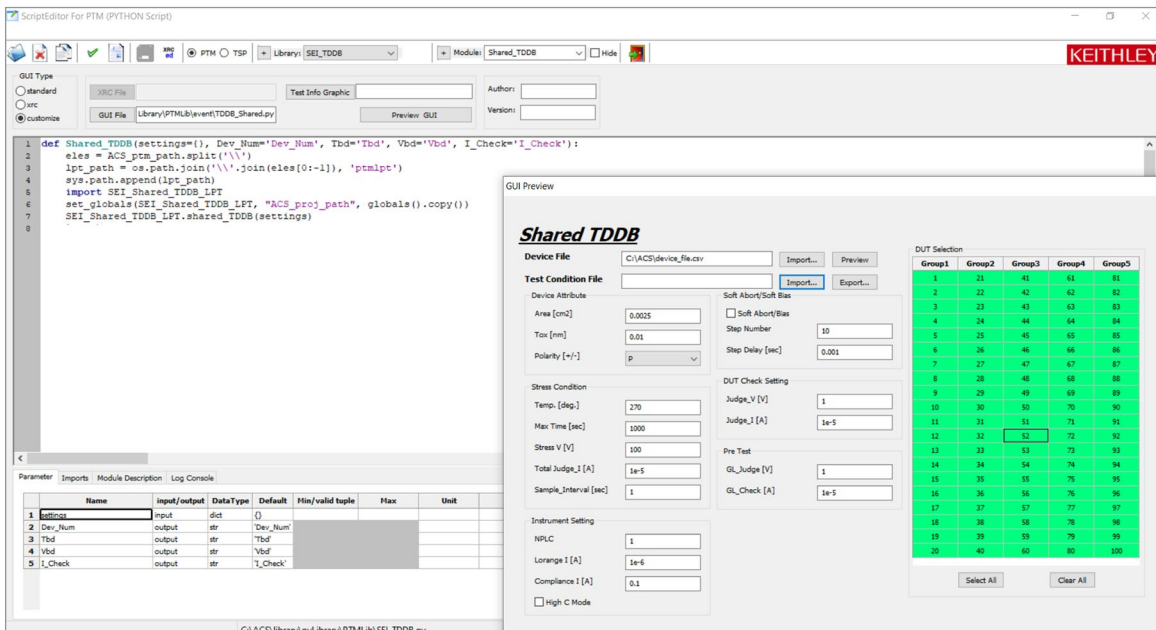 ScriptEditor For PTM (PYTHON Script)
XRC ed PTM TSP + Library: SEI_TDDB + Module: Shared_TDDB Hide
KEITHLEY
GUI Type
standard
xrc
customize
XRC File
GUI File Library\PTMLib\event\TDDB_Shared.py
Test Info Graphic
Preview GUI
Author:
Version:
1 def Shared_TDDB(settings={}, Dev_Num='Dev_Num', Tbd='Tbd', Vbd='Vbd', I_Check='I_Check'):
2 eles = ACS_ptm_path.split('\\')
3 lpt_path = os.path.join('\\'.join(eles[0:-1]), 'ptmlpt')
4 sys.path.append(lpt_path)
5 import SEI_Shared_TDDB_LPT
6 set_globals(SEI_Shared_TDDB_LPT, "ACS_proj_path", globals().copy())
7 SEI_Shared_TDDB_LPT.shared_TDDB(settings)
8
Parameter Imports Module Description Log Console
Name input/output DataType Default Min/valid tuple Max Unit
1 settings input dict {}
2 Dev_Num output str 'Dev_Num'
3 Tbd output str 'Tbd'
4 Vbd output str 'Vbd'
5 I_Check output str 'I_Check'
C:\ACS\library\pyLibrary\PTMLib\SEI_TDDB.py
GUI Preview
Shared TDDB
Device File C:\ACS\device_file.csv Import... Preview
Test Condition File Import... Export...
Device Attribute
Area [cm2] 0.0025
Tox [nm] 0.01
Polarity [+/-] P
Stress Condition
Temp. [deg.] 270
Max Time [sec] 1000
Stress V [V] 100
Total Judge_I [A] 1e-5
Sample_Interval [sec] 1
Instrument Setting
NPLC 1
Lorange I [A] 1e-6
Compliance I [A] 0.1
High C Mode
Soft Abort/Soft Bias
Soft Abort/Bias
Step Number 10
Step Delay [sec] 0.001
DUT Check Setting
Judge_V [V] 1
Judge_I [A] 1e-5
Pre Test
GL_Judge [V] 1
GL_Check [A] 1e-5
DUT Selection
Group1 Group2 Group3 Group4 Group5
1 21 41 61 81
2 22 42 62 82
3 23 43 63 83
4 24 44 64 84
5 25 45 65 85
6 26 46 66 86
7 27 47 67 87
8 28 48 68 88
9 29 49 69 89
10 30 50 70 90
11 31 51 71 91
12 32 52 72 92
13 33 53 73 93
14 34 54 74 94
15 35 55 75 95
16 36 56 76 96
17 37 57 77 97
18 38 58 78 98
19 39 59 79 99
20 40 60 80 100
Select All Clear All